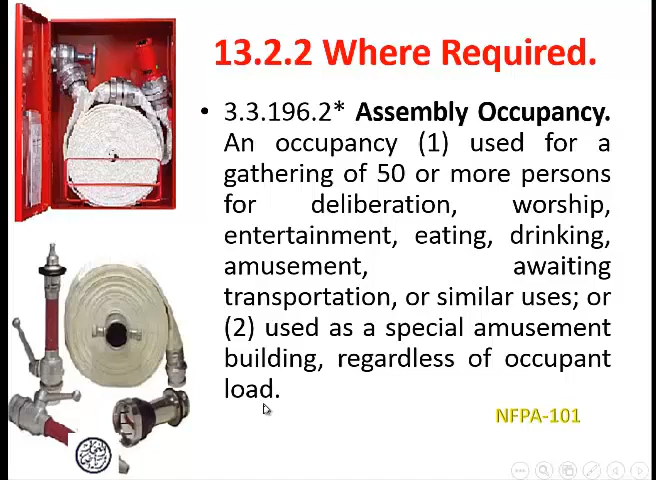 13.2.2 Where Required.
• 3.3.196.2* Assembly Occupancy.
An occupancy (1) used for a
gathering of 50 or more persons
for deliberation, worship,
entertainment, eating, drinking,
amusement, awaiting
transportation, or similar uses; or
(2) used as a special amusement
building, regardless of occupant
load.
NFPA-101